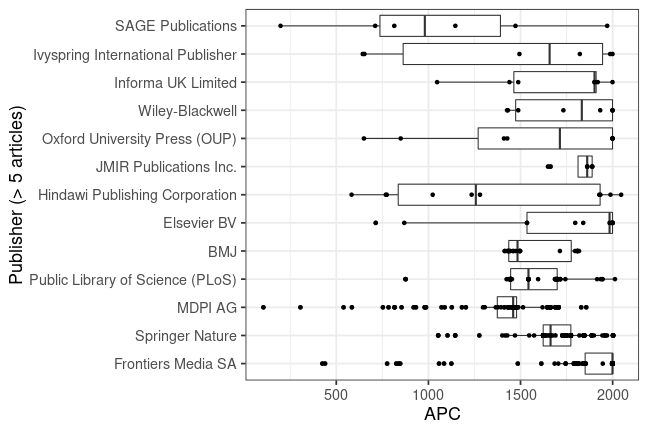 Publisher (> 5 articles)
SAGE Publications
Ivyspring International Publisher
Informa UK Limited
Wiley-Blackwell
Oxford University Press (OUP)
JMIR Publications Inc.
Hindawi Publishing Corporation
Elsevier BV
BMJ
Public Library of Science (PLoS)
MDPI AG
Springer Nature
Frontiers Media SA
500 1000 1500 2000
APC